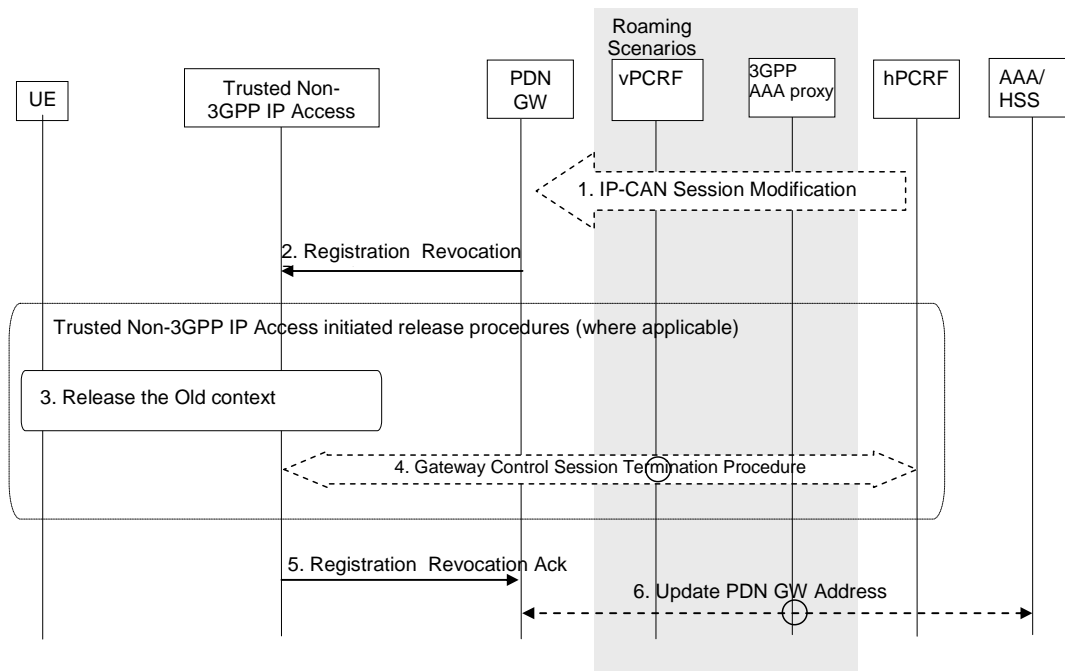 Roaming
Scenarios
UE
Trusted Non-
3GPP IP Access
PDN
GW
vPCRF
3GPP
AAA proxy
hPCRF
AAA/
HSS
1. IP-CAN Session Modification
2. Registration Revocation
Trusted Non-3GPP IP Access initiated release procedures (where applicable)
3. Release the Old context
4. Gateway Control Session Termination Procedure
5. Registration Revocation Ack
6. Update PDN GW Address